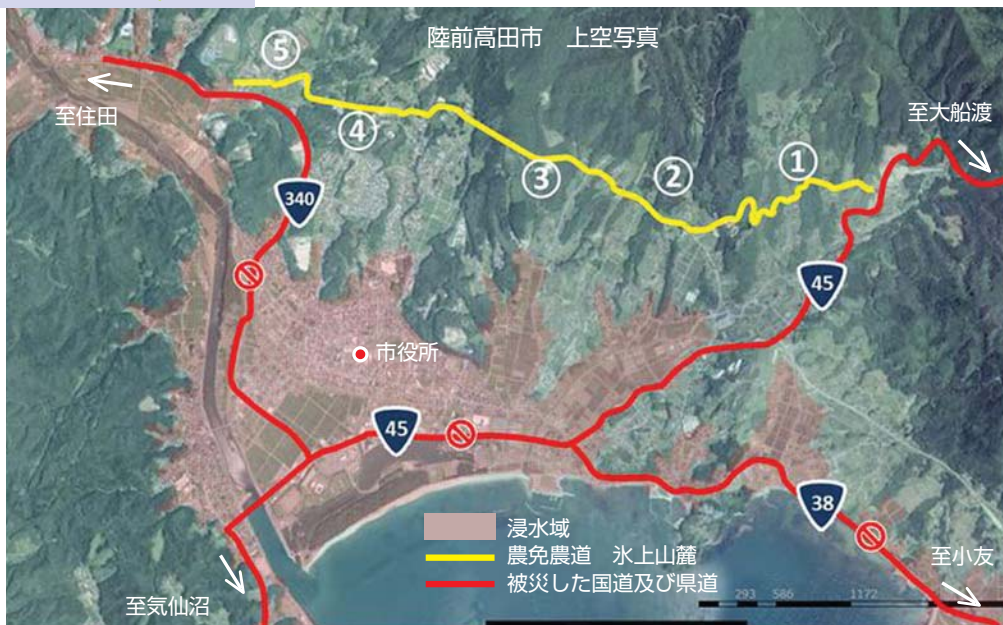 陸前高田市　上空写真
⑤
至住田
④
至大船渡
①
③
②
340
45
市役所
45
38
浸水域
農免農道　氷上山麓
被災した国道及び県道
至小友
至気仙沼
293 586 1172